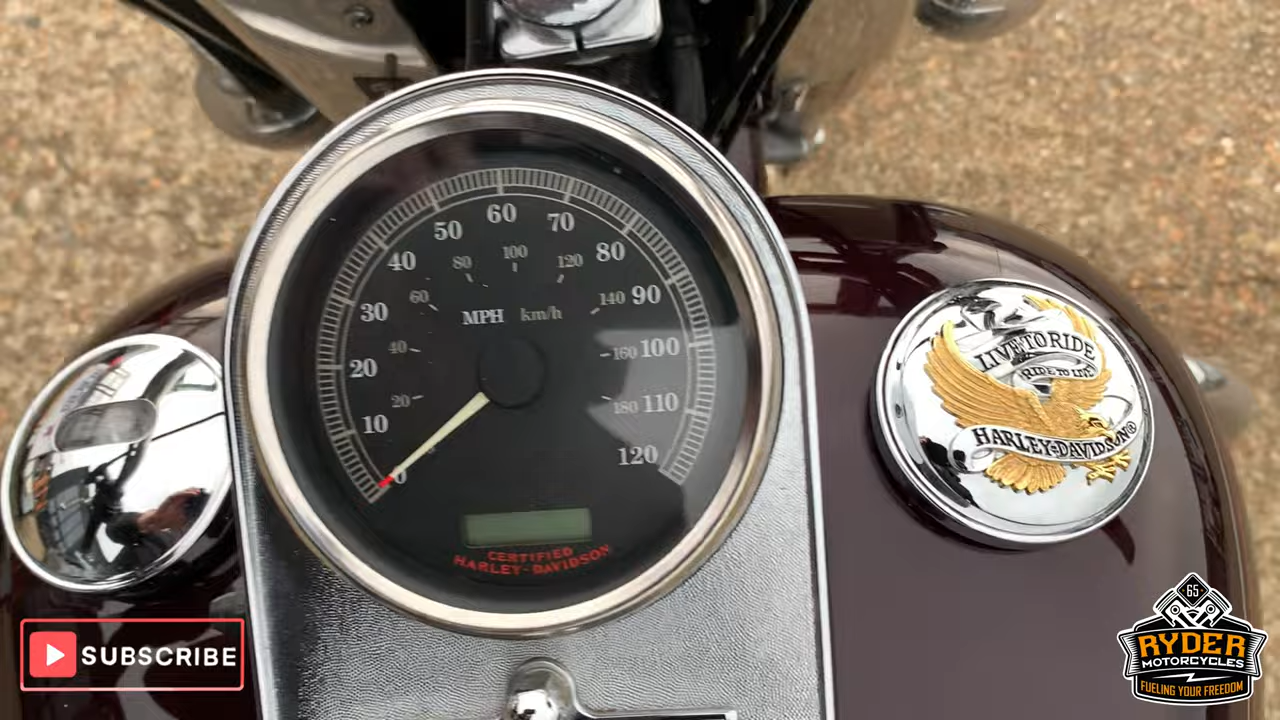 0
10
20
30
40
50
60
70
80
90
100
110
120
20
40
60
80
100
120
140
160
180
MPH km/h
CERTIFIED
HARLEY-DAVIDSON
LIVE TO RIDE
RIDE TO LIVE
HARLEY-DAVIDSON®
SUBSCRIBE
65
RYDER
MOTORCYCLES
FUELING YOUR FREEDOM